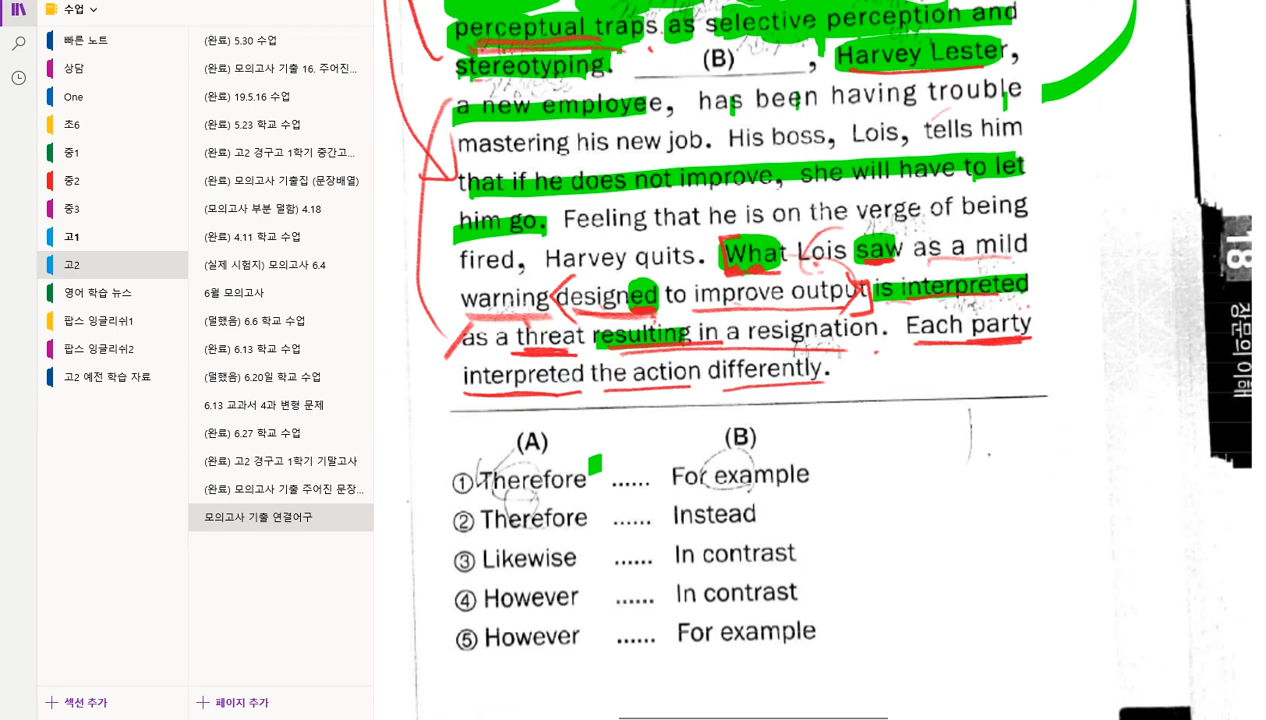 수업
빠른 노트
상담
One
초6
중1
중2
중3
고1
고2
영어 학습 뉴스
팝스 잉글리쉬1
팝스 잉글리쉬2
고2 예전 학습 자료
섹션 추가
(완료) 5.30 수업
(완료) 모의고사 기출 16. 주어진...
(완료) 19.5.16 수업
(완료) 5.23 학교 수업
(완료) 고2 경구고 1학기 중간고...
(완료) 모의고사 기출집 (문장배열)
(모의고사 부분 덜함) 4.18
(완료) 4.11 학교 수업
(실제 시험지) 모의고사 6.4
6월 모의고사
(덜했음) 6.6 학교 수업
(완료) 6.13 학교 수업
(덜했음) 6.20일 학교 수업
6.13 교과서 4과 변형 문제
(완료) 6.27 학교 수업
(완료) 고2 경구고 1학기 기말고사
(완료) 모의고사 기출 주어진 문장...
모의고사 기출 연결어구
페이지 추가
perceptual traps as selective perception and
stereotyping. (B) , Harvey Lester,
a new employee, has been having trouble
mastering his new job. His boss, Lois, tells him
that if he does not improve, she will have to let
him go. Feeling that he is on the verge of being
fired, Harvey quits. What Lois saw as a mild
warning designed to improve output is interpreted
as a threat resulting in a resignation. Each party
interpreted the action differently.
(A) (B)
① Therefore ...... For example
② Therefore ...... Instead
③ Likewise ...... In contrast
④ However ...... In contrast
⑤ However ...... For example
18
장문의 이해